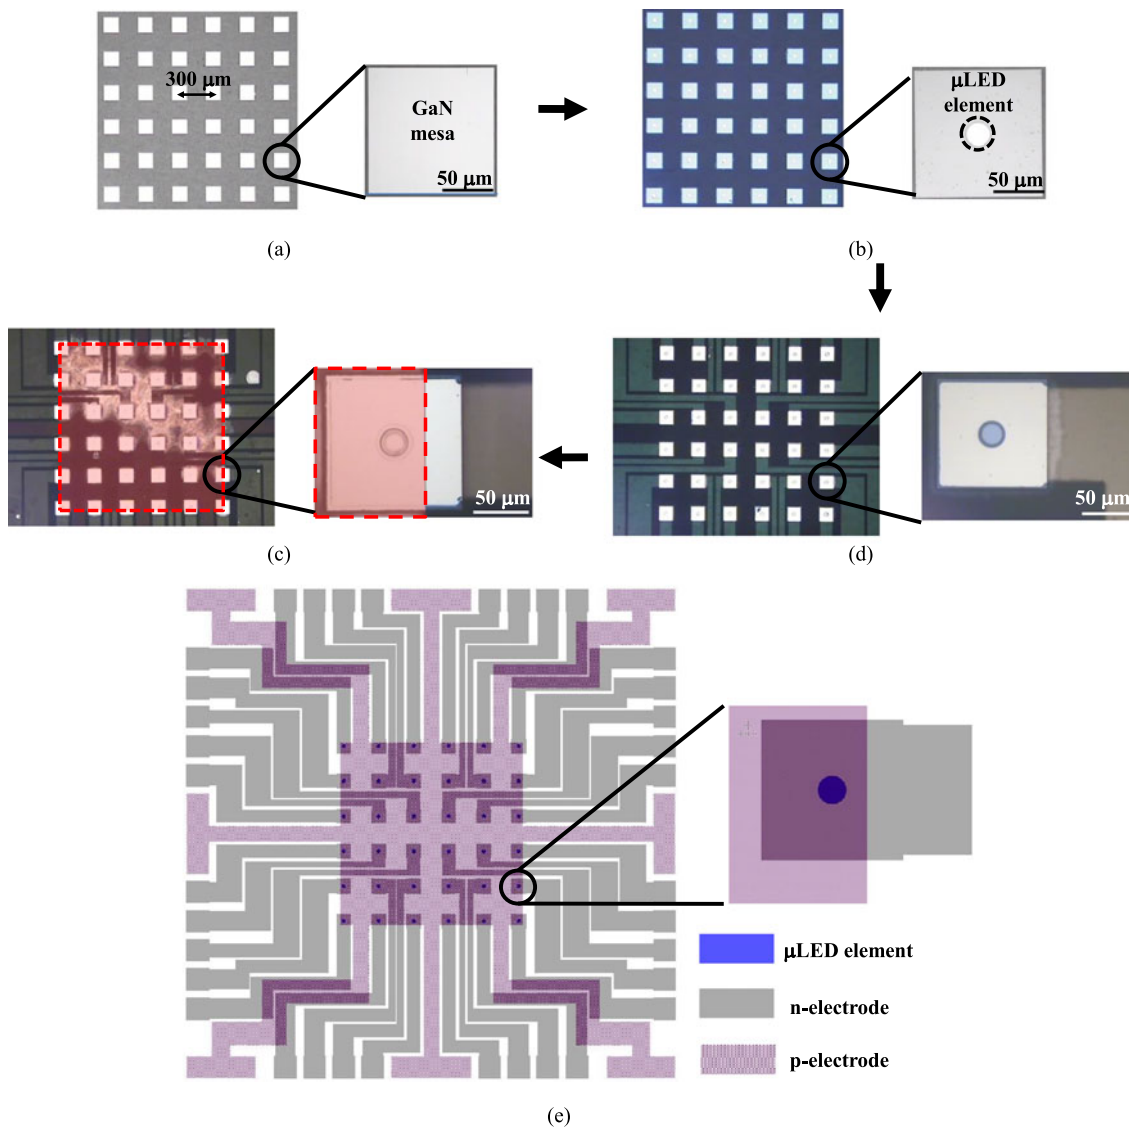 300 μm
GaN
mesa
50 μm
(a)
μLED
element
50 μm
(b)
50 μm
(c)
50 μm
(d)
μLED element
n-electrode
p-electrode
(e)